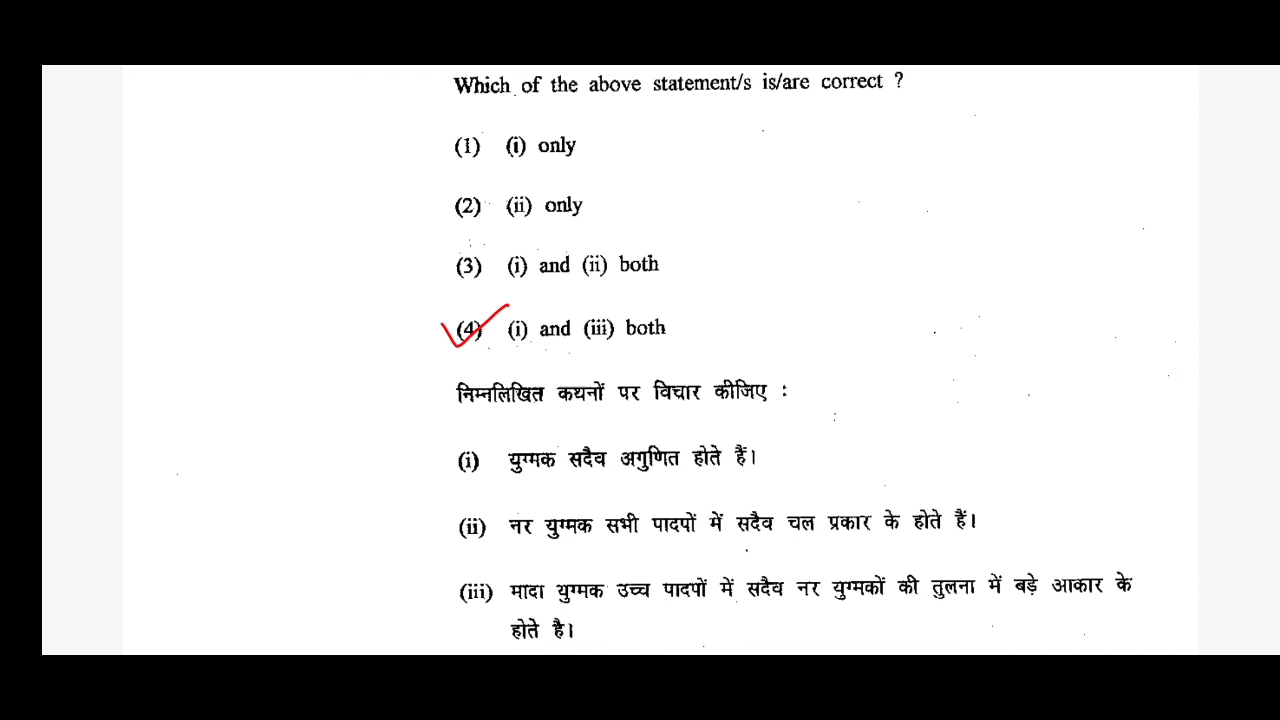 Which of the above statement/s is/are correct ?
(1) (i) only
(2) (ii) only
(3) (i) and (ii) both
(4) (i) and (iii) both
निम्नलिखित कथनों पर विचार कीजिए :
(i) युग्मक सदैव अगुणित होते हैं।
(ii) नर युग्मक सभी पादपों में सदैव चल प्रकार के होते हैं।
(iii) मादा युग्मक उच्च पादपों में सदैव नर युग्मकों की तुलना में बड़े आकार के
होते है।